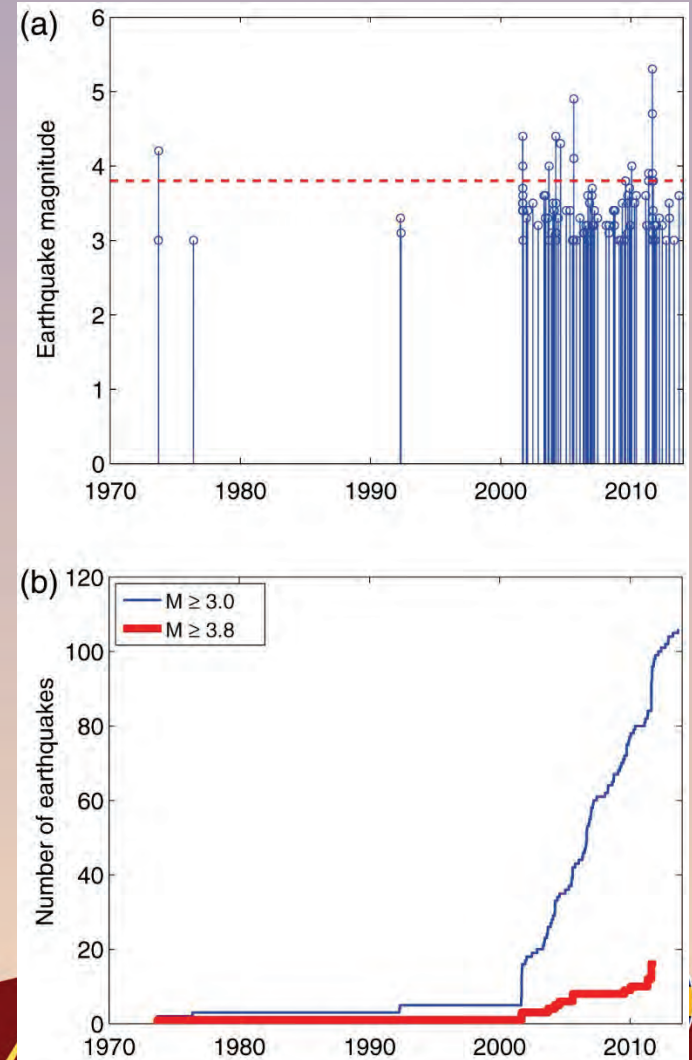 (a)
6
5
4
3
2
1
0
Earthquake magnitude
1970 1980 1990 2000 2010
(b)
120
100
80
60
40
20
0
Number of earthquakes
M ≥ 3.0
M ≥ 3.8
1970 1980 1990 2000 2010